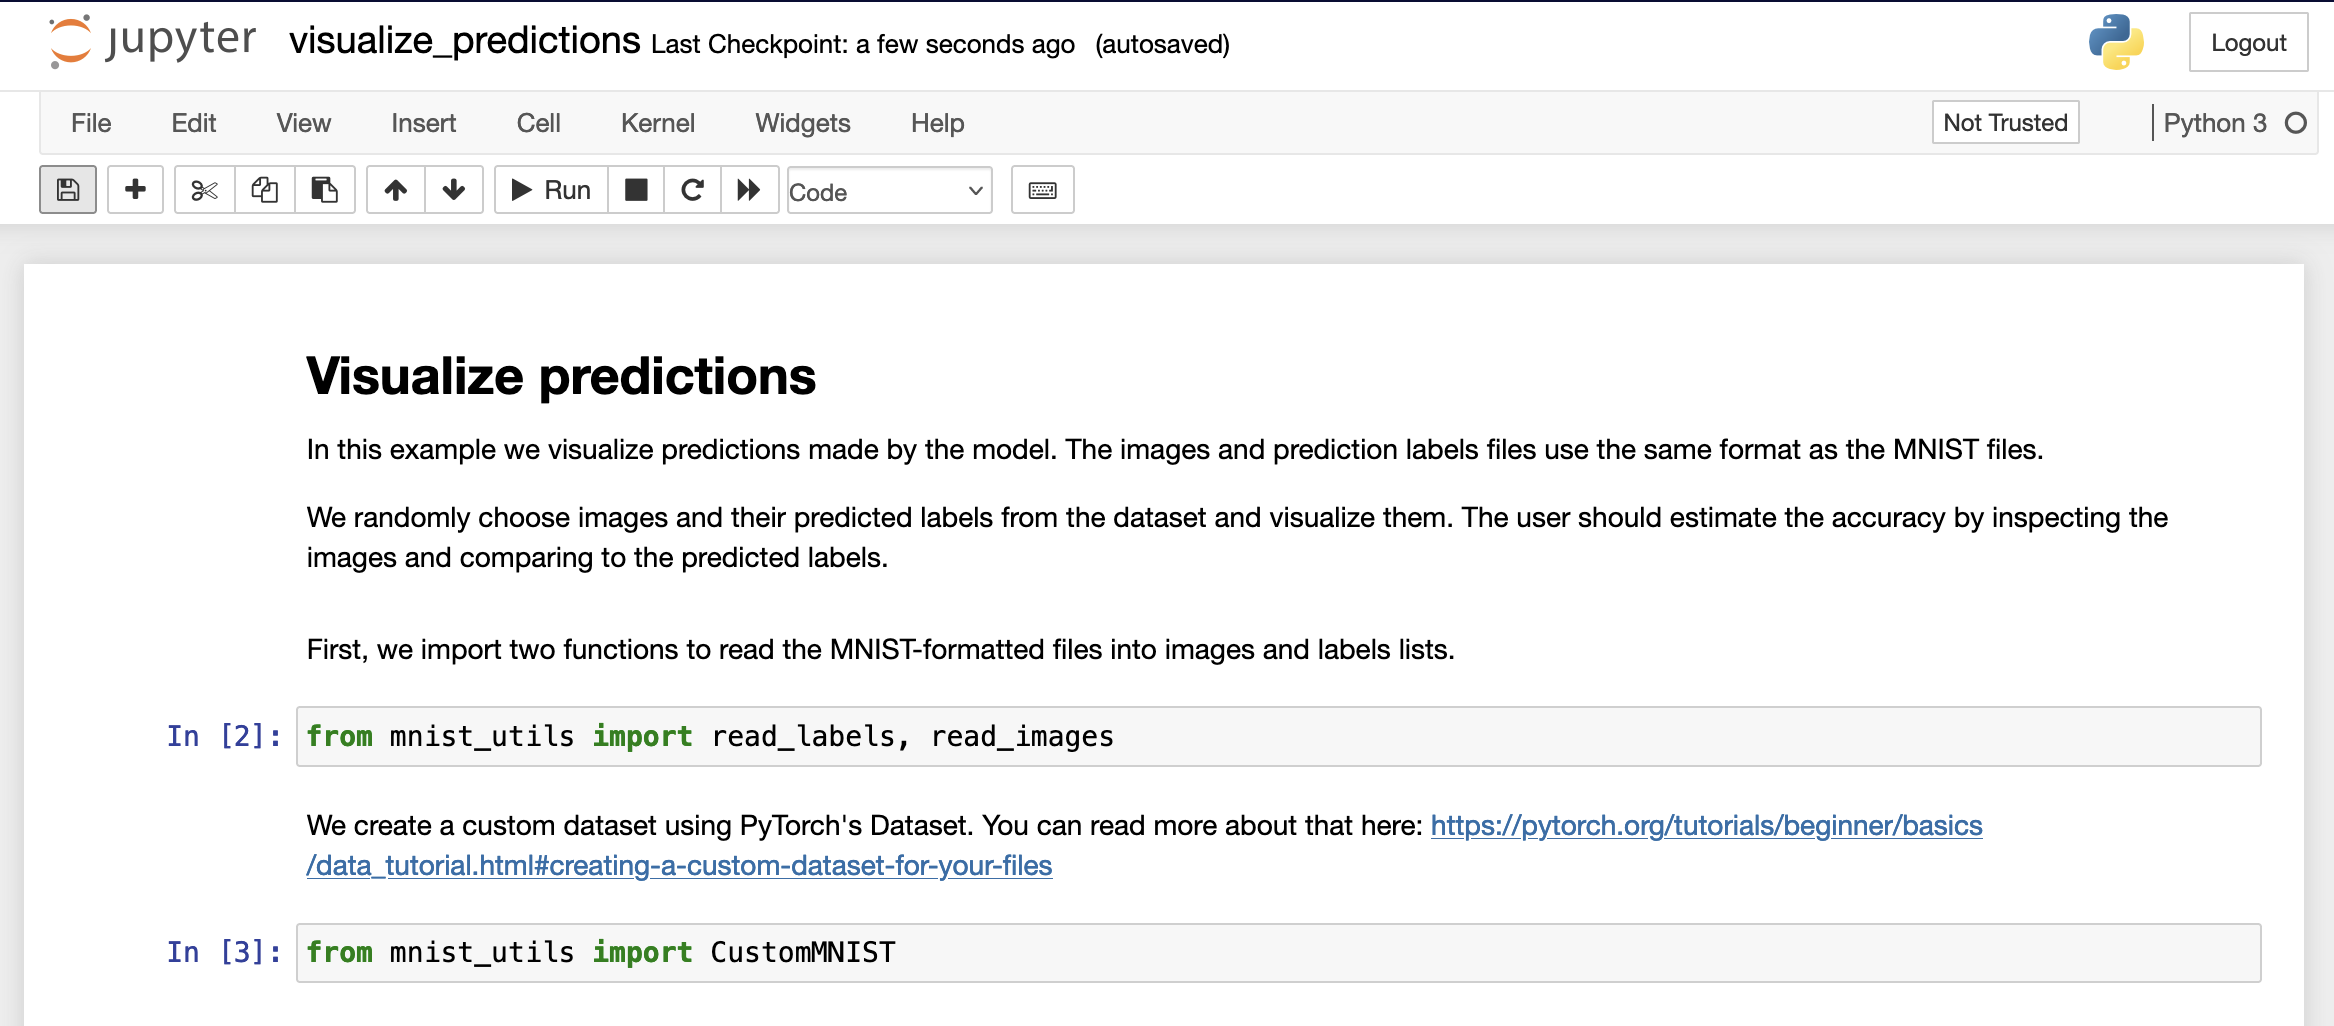 jupyter visualize_predictions Last Checkpoint: a few seconds ago (autosaved) Logout
File Edit View Insert Cell Kernel Widgets Help Not Trusted Python 3
Run Code
Visualize predictions
In this example we visualize predictions made by the model. The images and prediction labels files use the same format as the MNIST files.
We randomly choose images and their predicted labels from the dataset and visualize them. The user should estimate the accuracy by inspecting the
images and comparing to the predicted labels.
First, we import two functions to read the MNIST-formatted files into images and labels lists.
In [2]: from mnist_utils import read_labels, read_images
We create a custom dataset using PyTorch's Dataset. You can read more about that here: https://pytorch.org/tutorials/beginner/basics
/data_tutorial.html#creating-a-custom-dataset-for-your-files
In [3]: from mnist_utils import CustomMNIST